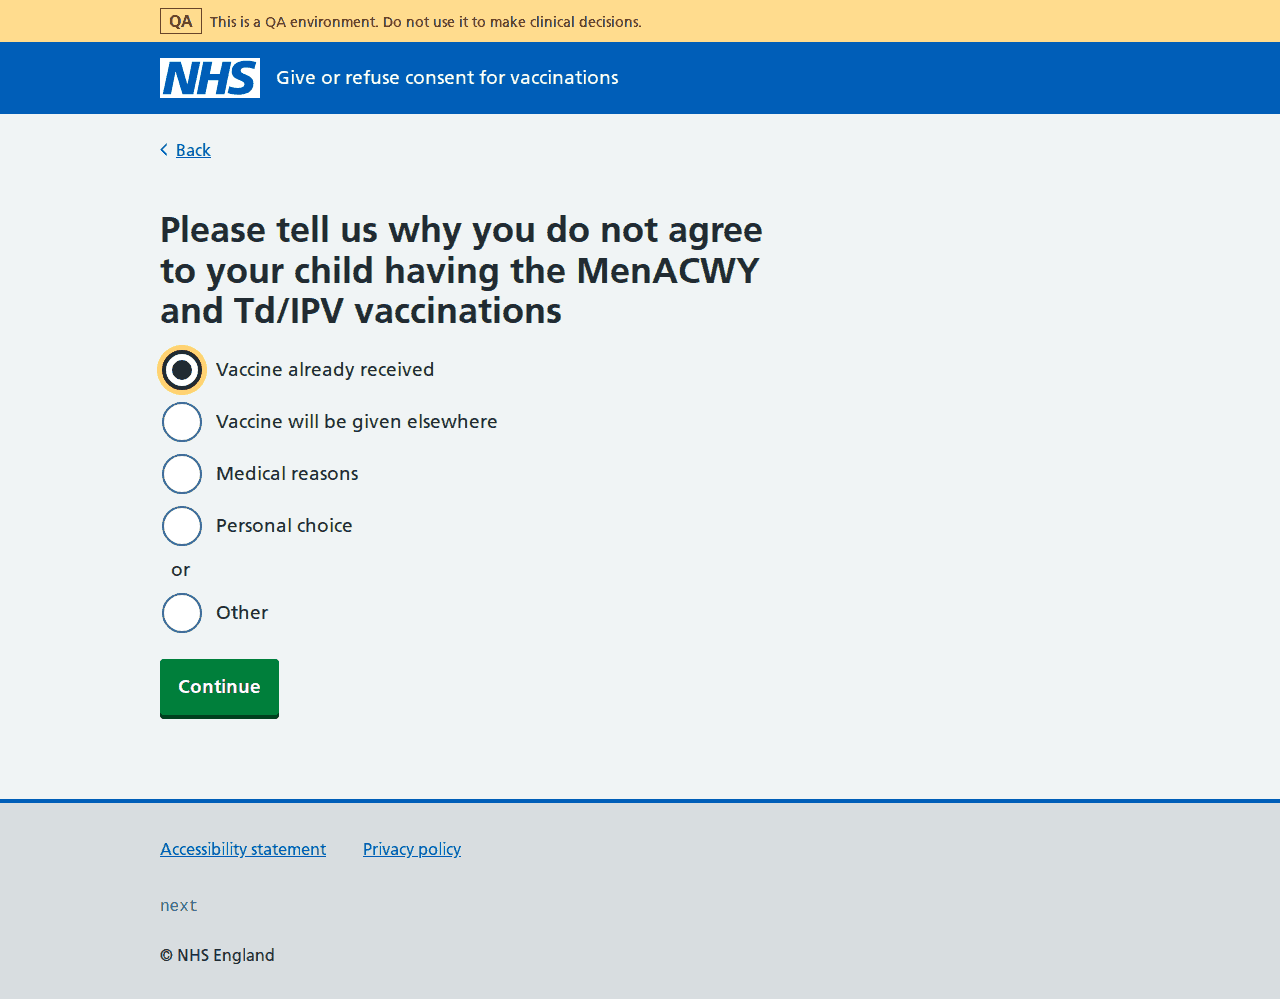 QA This is a QA environment. Do not use it to make clinical decisions.
NHS Give or refuse consent for vaccinations
Back
Please tell us why you do not agree
to your child having the MenACWY
and Td/IPV vaccinations
Vaccine already received
Vaccine will be given elsewhere
Medical reasons
Personal choice
or
Other
Continue
Accessibility statement Privacy policy
next
© NHS England